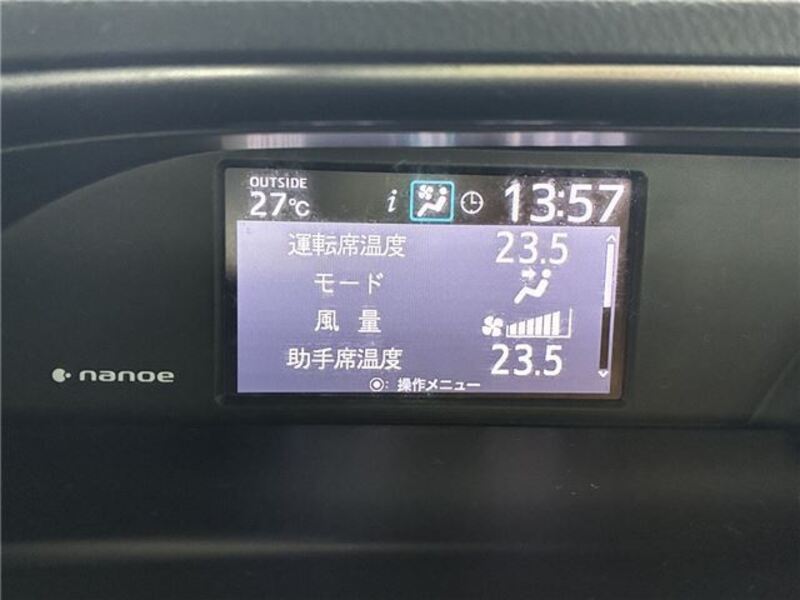 OUTSIDE
27℃ i 13:57
運転席温度 23.5
モード
風量
助手席温度 23.5
◉: 操作メニュー
nanoe